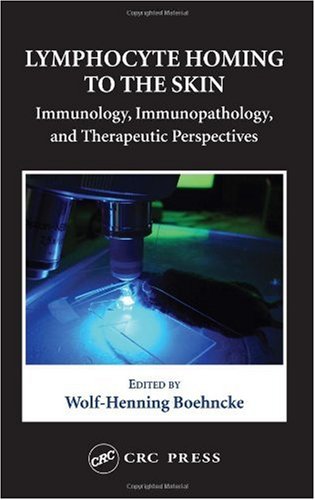 LYMPHOCYTE HOMING
TO THE SKIN
Immunology, Immunopathology,
and Therapeutic Perspectives
EDITED BY
Wolf-Henning Boehncke
CRC CRC PRESS